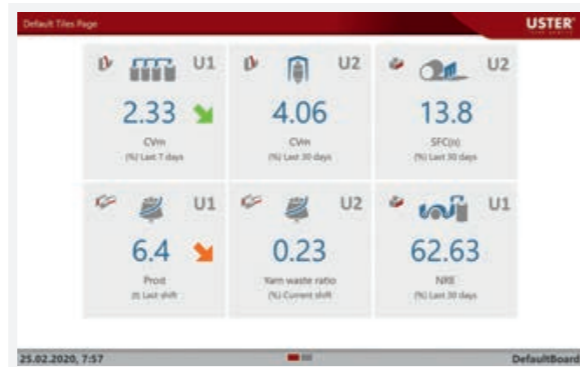 Default Tiles Page
USTER
U1
U2
U2
2.33
4.06
13.8
CVm
CVm
SFC(n)
(%) Last 7 days
(%) Last 30 days
(%) Last 30 days
U1
U2
U1
6.4
0.23
62.63
Prod
Yarn waste ratio
NRE
(t) Last shift
(%) Current shift
(%) Last 30 days
25.02.2020, 7:57
DefaultBoard